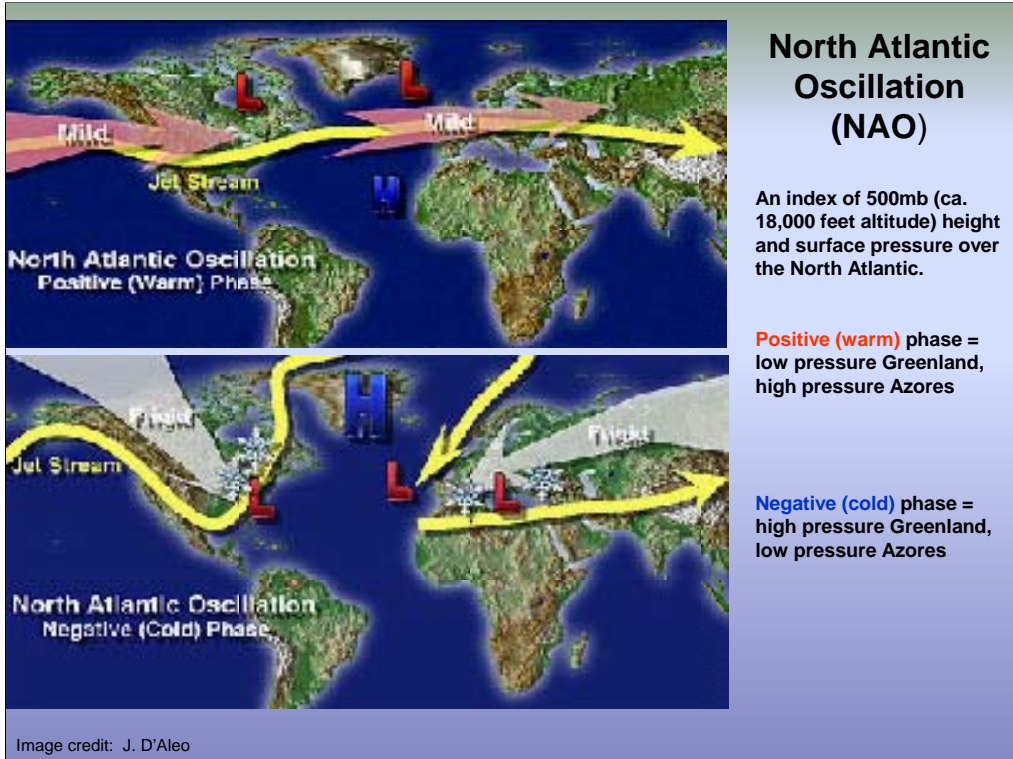 L
L
Mild
Mild
Jet Stream
H
North Atlantic Oscillation
Positive (Warm) Phase
H
Frigid
Frigid
Jet Stream
L
L
L
North Atlantic Oscillation
Negative (Cold) Phase
Image credit: J. D'Aleo
North Atlantic
Oscillation
(NAO)
An index of 500mb (ca.
18,000 feet altitude) height
and surface pressure over
the North Atlantic.
Positive (warm) phase =
low pressure Greenland,
high pressure Azores
Negative (cold) phase =
high pressure Greenland,
low pressure Azores